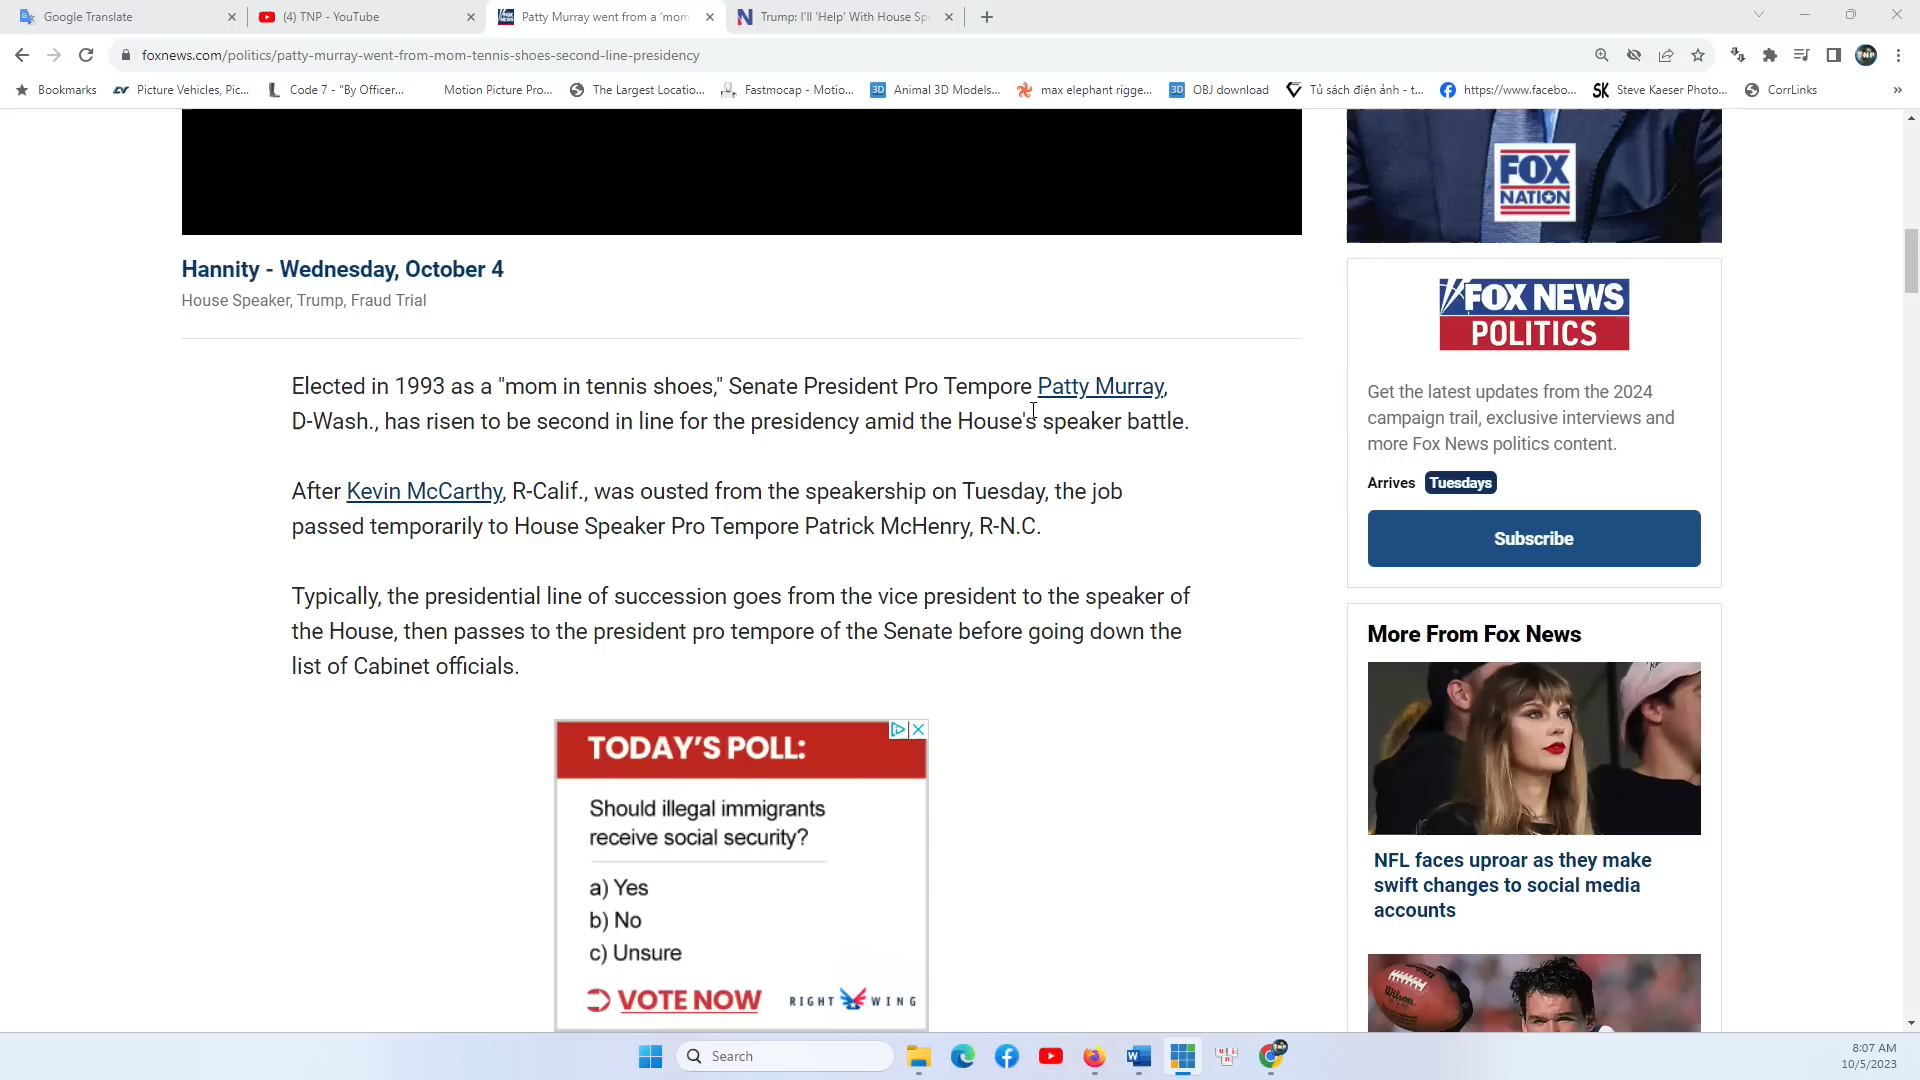 Google Translate
(4) TNP - YouTube
Patty Murray went from a 'mom
Trump: I'll 'Help' With House Spe
foxnews.com/politics/patty-murray-went-from-mom-tennis-shoes-second-line-presidency
Bookmarks
Picture Vehicles, Pic...
Code 7 - "By Officer...
Motion Picture Pro...
The Largest Locatio...
Fastmocap - Motio...
Animal 3D Models...
max elephant rigge...
OBJ download
Tủ sách điện ảnh - t...
https://www.facebo...
Steve Kaeser Photo...
CorrLinks
FOX
NATION
Hannity - Wednesday, October 4
House Speaker, Trump, Fraud Trial
Elected in 1993 as a "mom in tennis shoes," Senate President Pro Tempore Patty Murray,
D-Wash., has risen to be second in line for the presidency amid the House's speaker battle.
After Kevin McCarthy, R-Calif., was ousted from the speakership on Tuesday, the job
passed temporarily to House Speaker Pro Tempore Patrick McHenry, R-N.C.
Typically, the presidential line of succession goes from the vice president to the speaker of
the House, then passes to the president pro tempore of the Senate before going down the
list of Cabinet officials.
TODAY'S POLL:
Should illegal immigrants
receive social security?
a) Yes
b) No
c) Unsure
VOTE NOW
RIGHT WING
FOX NEWS
POLITICS
Get the latest updates from the 2024
campaign trail, exclusive interviews and
more Fox News politics content.
Arrives Tuesdays
Subscribe
More From Fox News
NFL faces uproar as they make
swift changes to social media
accounts
Wilson
Search
8:07 AM
10/5/2023